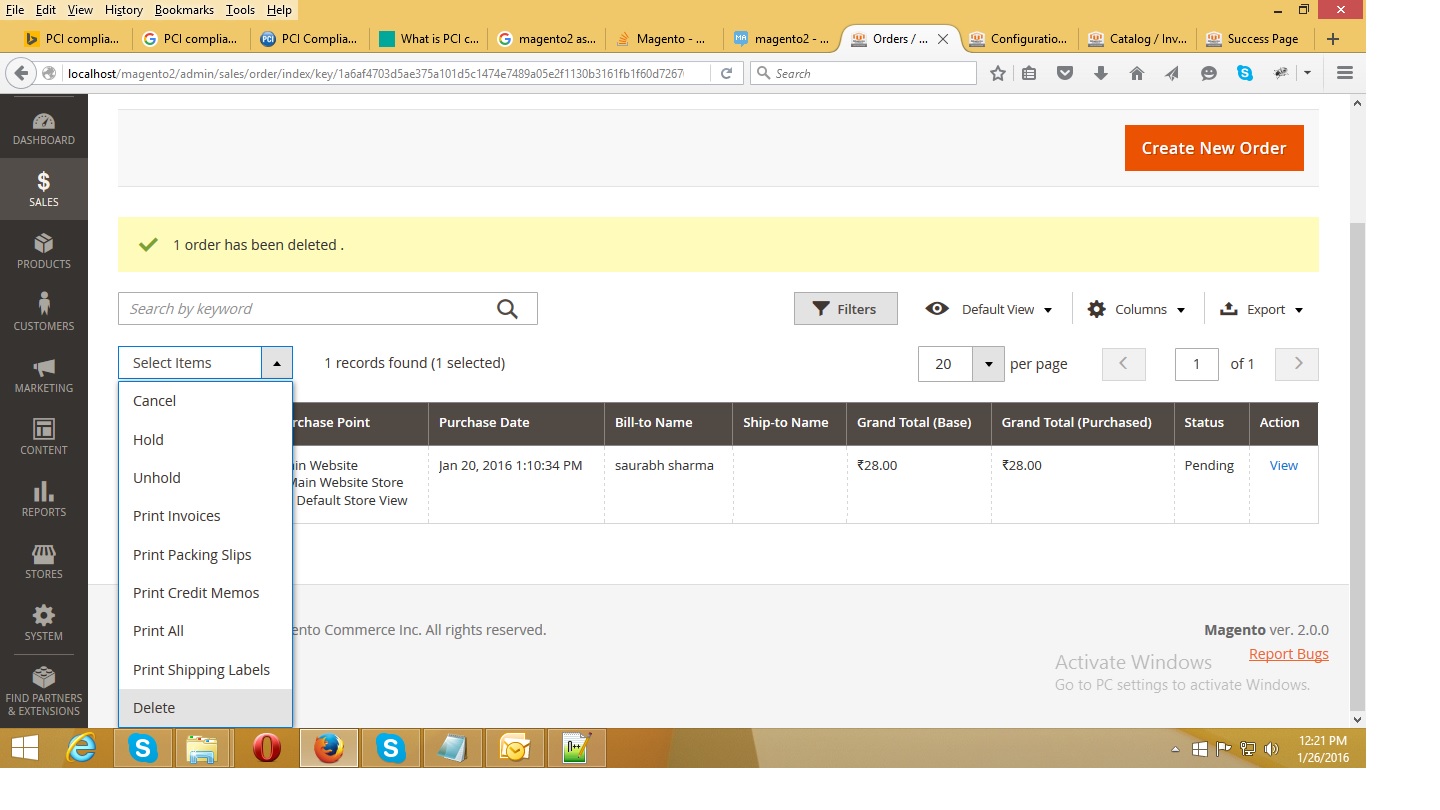 File Edit View History Bookmarks Tools Help
PCI complia... PCI complia... PCI Complia... What is PCI c... magento2 as... Magento - ... magento2 - ... Orders / ... Configuratio... Catalog / Inv... Success Page
localhost/magento2/admin/sales/order/index/key/1a6af4703d5ae375a101d5c1474e7489a05e2f1130b3161fb1f60d7267 Search
DASHBOARD
SALES
PRODUCTS
CUSTOMERS
MARKETING
CONTENT
REPORTS
STORES
SYSTEM
FIND PARTNERS
& EXTENSIONS
Create New Order
1 order has been deleted .
Search by keyword Filters Default View Columns Export
Select Items 1 records found (1 selected) 20 per page 1 of 1
Cancel
Hold
Unhold
Print Invoices
Print Packing Slips
Print Credit Memos
Print All
Print Shipping Labels
Delete
rchase Point Purchase Date Bill-to Name Ship-to Name Grand Total (Base) Grand Total (Purchased) Status Action
in Website Jan 20, 2016 1:10:34 PM saurabh sharma ₹28.00 ₹28.00 Pending View
Main Website Store
Default Store View
ento Commerce Inc. All rights reserved.
Magento ver. 2.0.0
Report Bugs
Activate Windows
Go to PC settings to activate Windows.
12:21 PM
1/26/2016